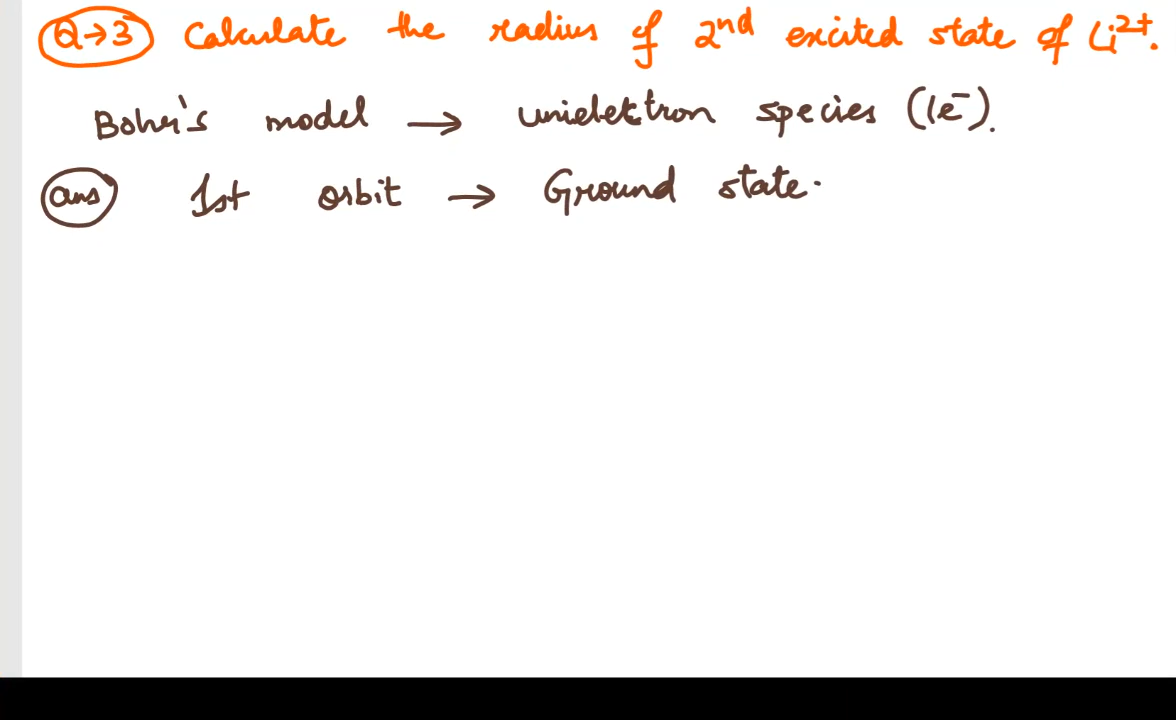 Q→3 Calculate the radius of 2nd excited state of Li²⁺.
Boher's model → unielektron species (1e⁻).
ans 1st orbit → Ground state.